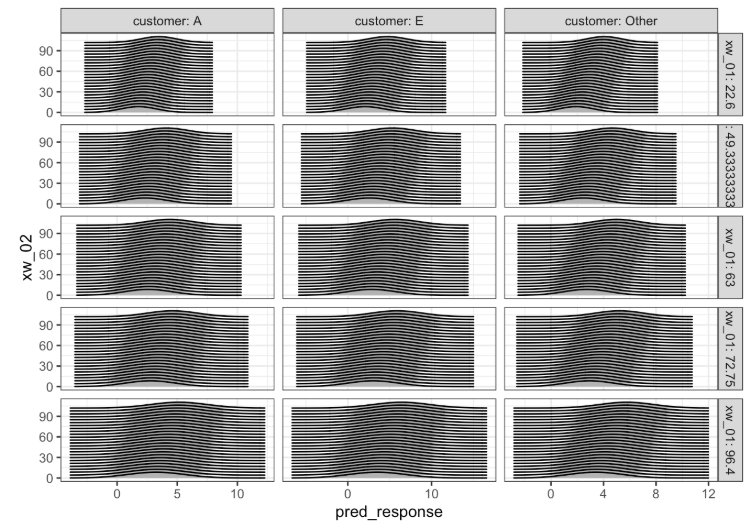 customer: A
customer: E
customer: Other
90
60
30
0
xw_01: 22.6
90
60
30
0
: 49.33333333
90
60
30
0
xw_01: 63
90
60
30
0
xw_01: 72.75
90
60
30
0
xw_01: 96.4
xw_02
0 5 10
0 10
0 4 8 12
pred_response